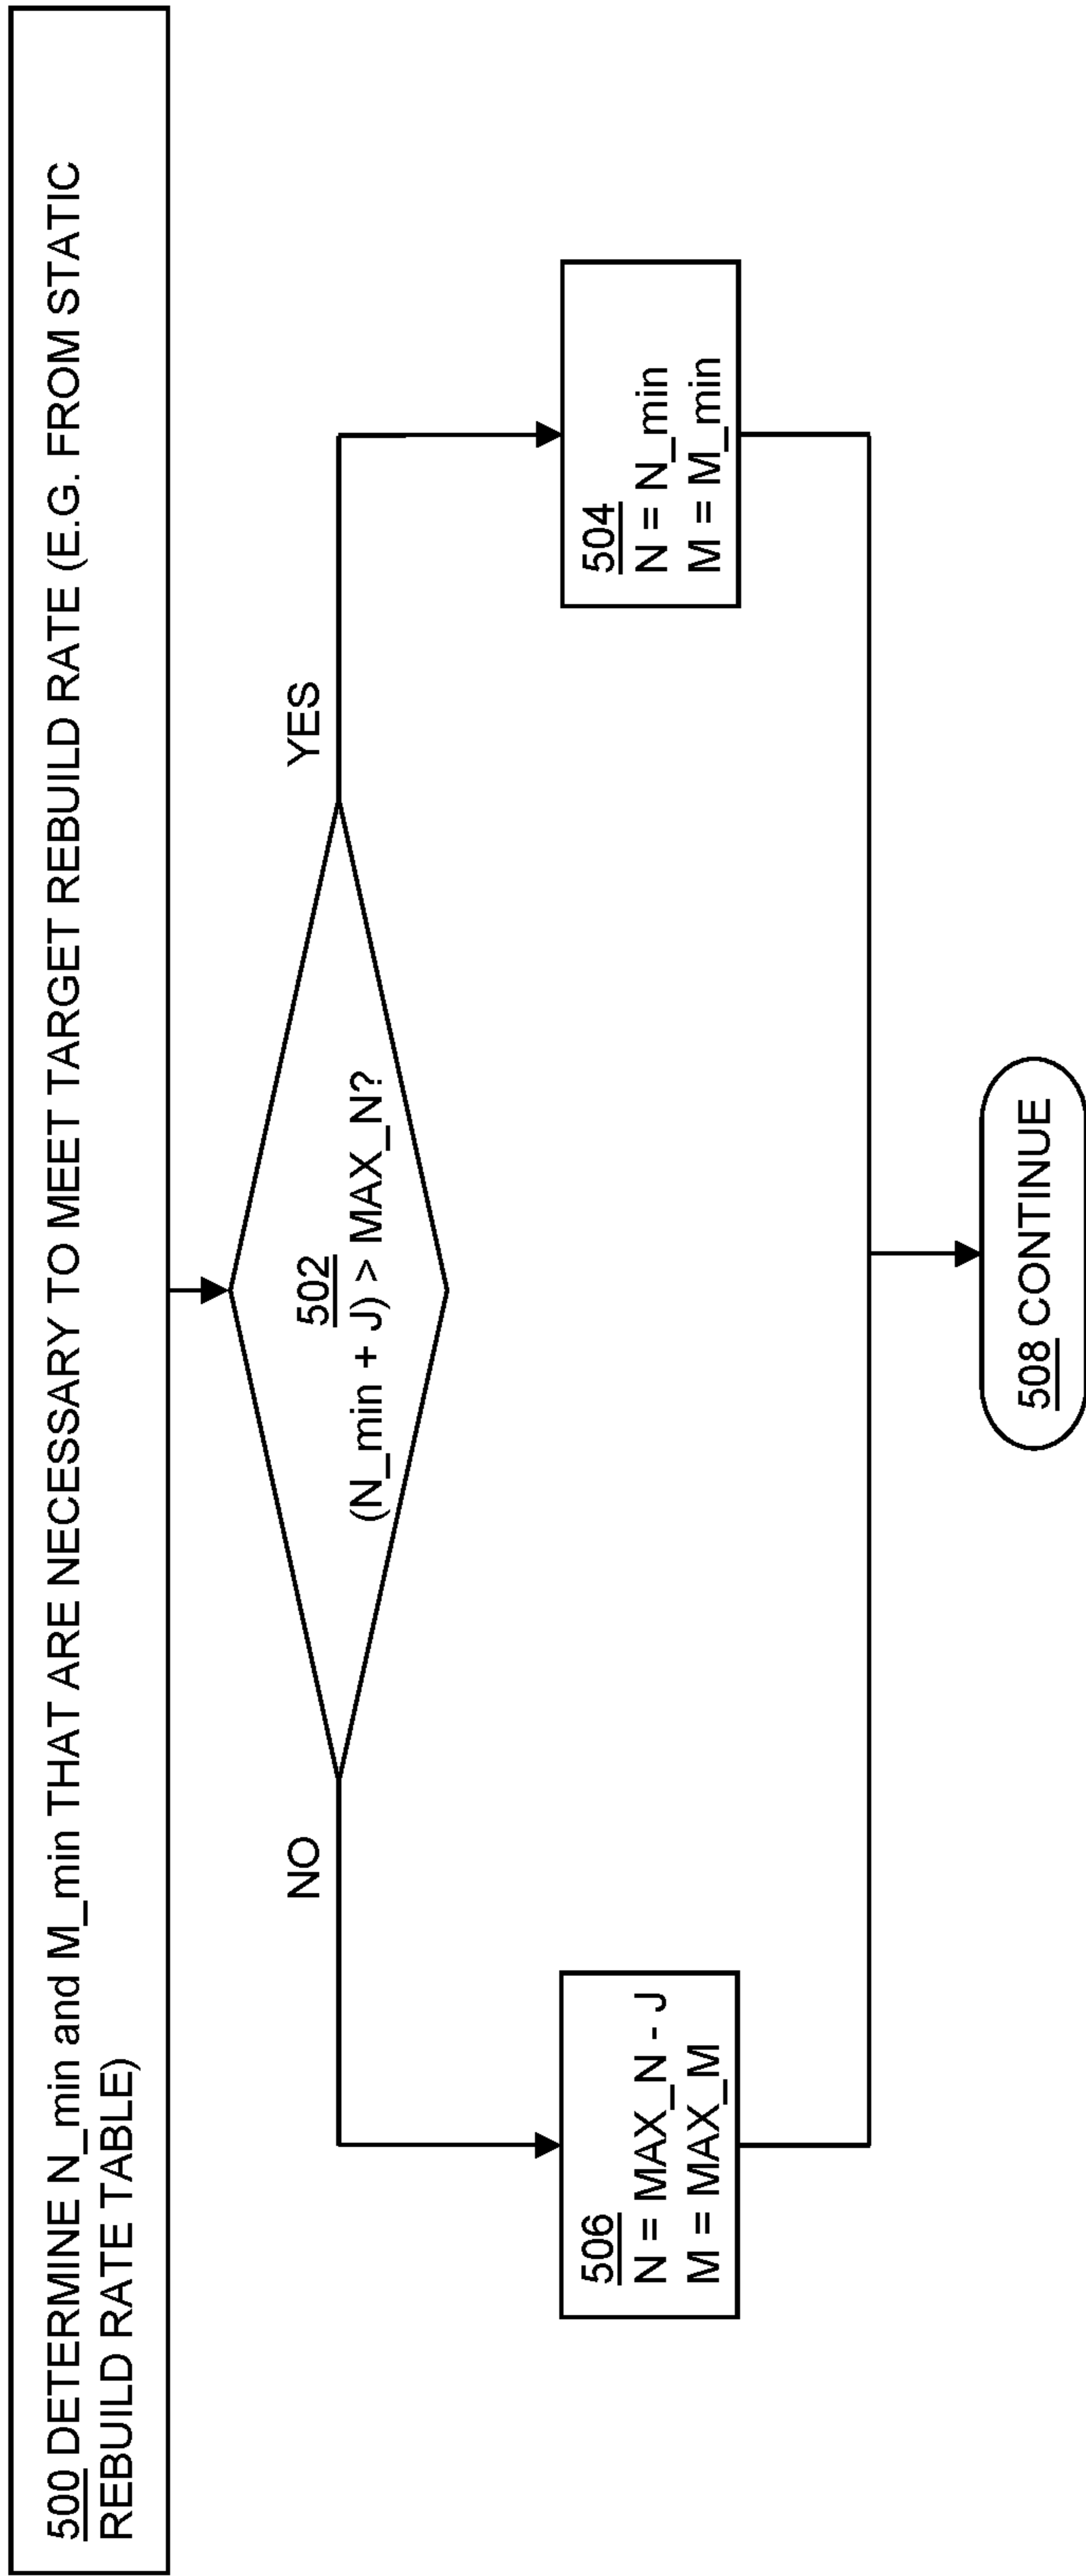 500 DETERMINE N_min and M_min THAT ARE NECESSARY TO MEET TARGET REBUILD RATE (E.G. FROM STATIC
REBUILD RATE TABLE)
502
(N_min + J) > MAX_N?
NO
YES
506
N = MAX_N - J
M = MAX_M
504
N = N_min
M = M_min
508 CONTINUE